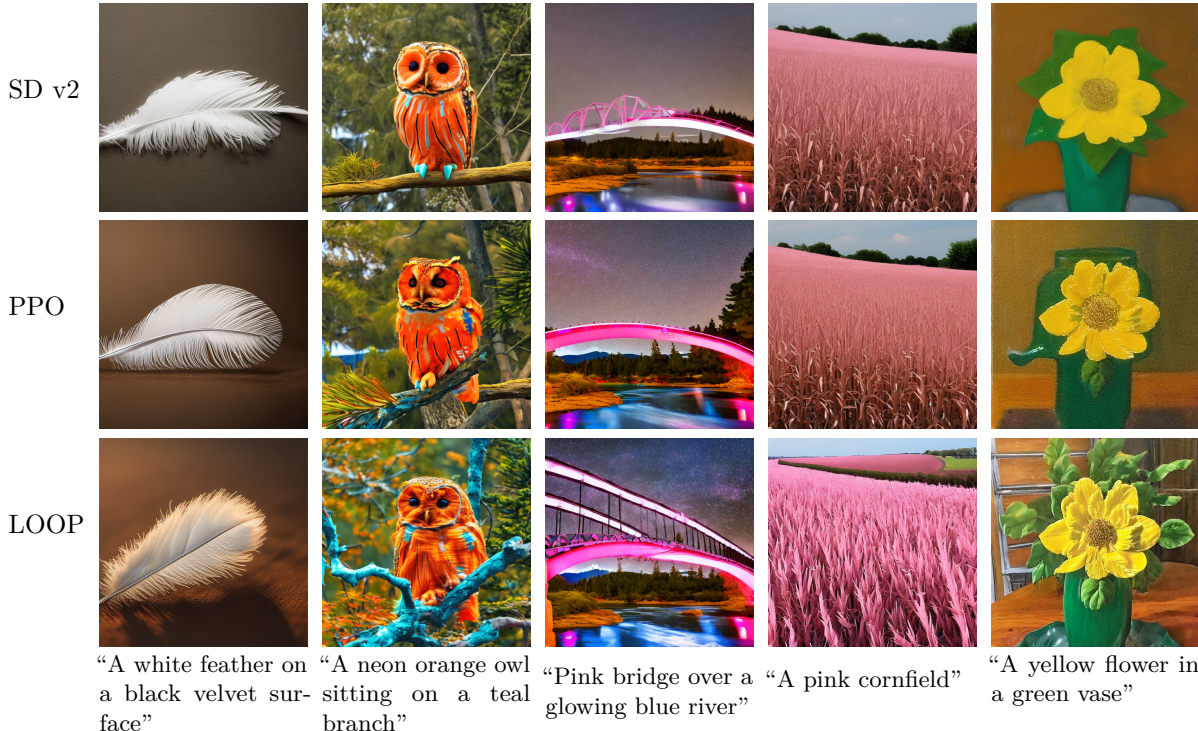 SD v2
PPO
LOOP
“A white feather on
a black velvet sur-
face”
“A neon orange owl
sitting on a teal
branch”
“Pink bridge over a
glowing blue river”
“A pink cornfield”
“A yellow flower in
a green vase”